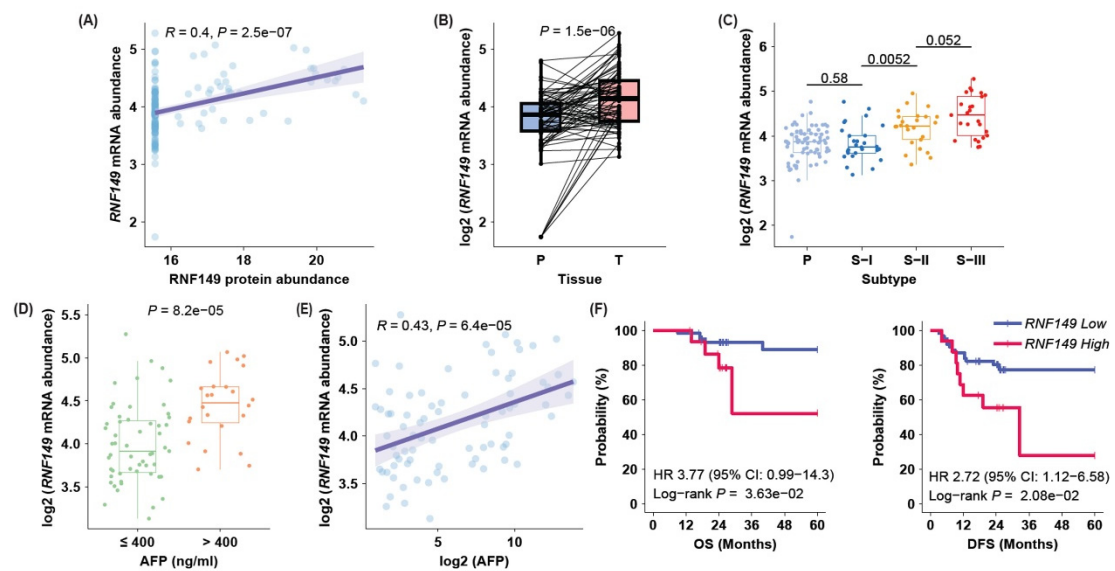 (A)
R = 0.4, P = 2.5e−07
RNF149 mRNA abundance
5
4
3
2
16
18
20
RNF149 protein abundance
(B)
P = 1.5e−06
log2 (RNF149 mRNA abundance)
5
4
3
2
P
T
Tissue
(C)
0.052
0.0052
0.58
log2 (RNF149 mRNA abundance)
6
5
4
3
2
P
S−I
S−II
S−III
Subtype
(D)
P = 8.2e−05
log2 (RNF149 mRNA abundance)
5.5
5.0
4.5
4.0
3.5
≤ 400
> 400
AFP (ng/ml)
(E)
R = 0.43, P = 6.4e−05
log2 (RNF149 mRNA abundance)
5.5
5.0
4.5
4.0
3.5
5
10
log2 (AFP)
(F)
Probability (%)
100
80
60
40
20
0
HR 3.77 (95% CI: 0.99−14.3)
Log−rank P = 3.63e−02
0
12
24
36
48
60
OS (Months)
RNF149 Low
RNF149 High
Probability (%)
100
80
60
40
20
0
HR 2.72 (95% CI: 1.12−6.58)
Log−rank P = 2.08e−02
0
12
24
36
48
60
DFS (Months)